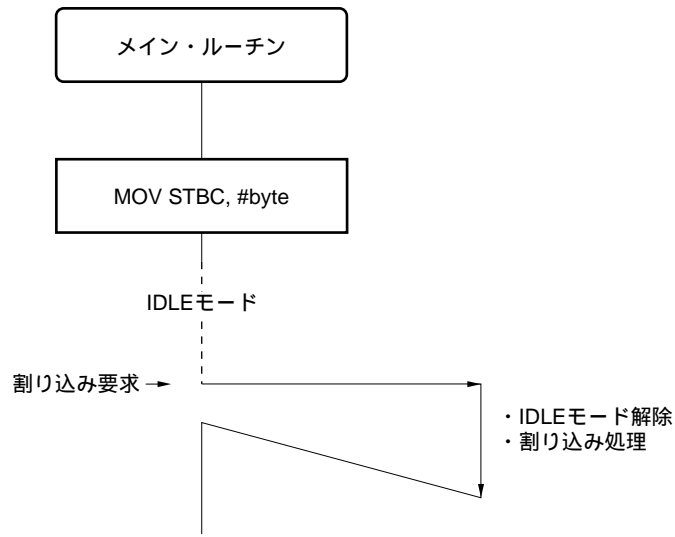 メイン・ルーチン
MOV STBC, #byte
IDLEモード
割り込み要求
・IDLEモード解除
・割り込み処理